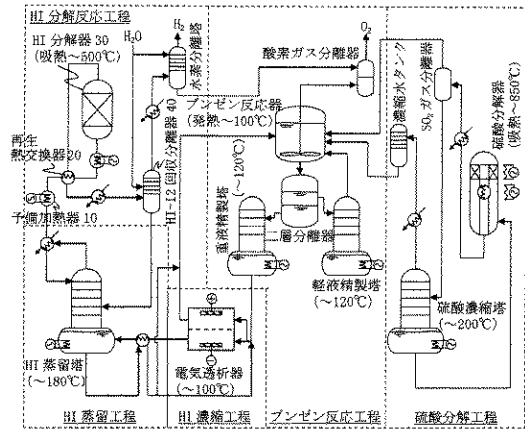 HI 分解反応工程
HI 分解器 30
(吸熱～500℃)
H₂
H₂O
水素分離塔
酸素ガス分離器
O₂
ブンゼン反応器
(発熱～100℃)
凝縮水タンク
SO₂ガス分離器
硫酸分解器
(吸熱～850℃)
再生
熱交換器 20
予備加熱器 10
HI-I2 回収分離器 40
重液精製塔
(～120℃)
二層分離器
軽液精製塔
(～120℃)
硫酸濃縮塔
(～200℃)
HI 蒸留塔
(～180℃)
電気透析器
(～100℃)
HI 蒸留工程
HI 濃縮工程
ブンゼン反応工程
硫酸分解工程